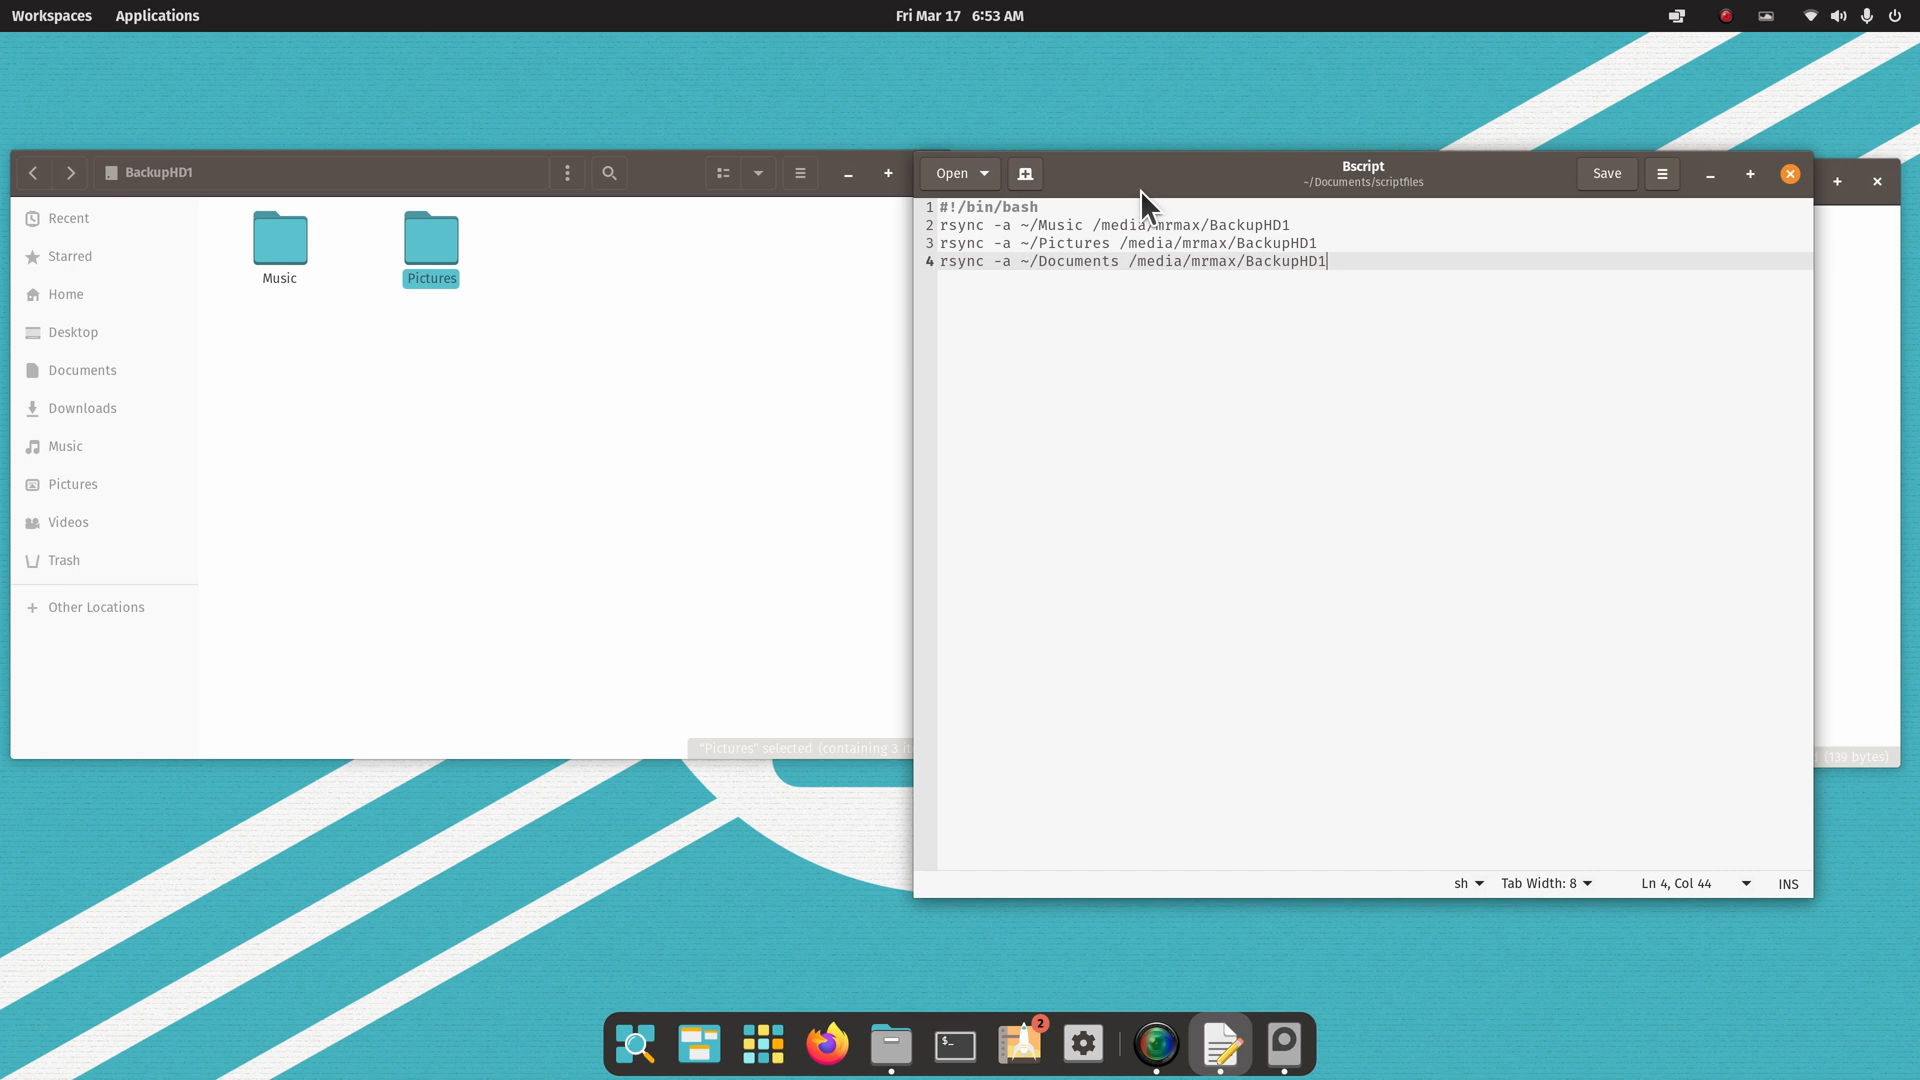 Workspaces Applications Fri Mar 17 6:53 AM
BackupHD1
Recent
Starred
Home
Desktop
Documents
Downloads
Music
Pictures
Videos
Trash
Other Locations
Music Pictures
"Pictures" selected (containing 3 it
Open Bscript Save
~/Documents/scriptfiles
1 #!/bin/bash
2 rsync -a ~/Music /media/mrmax/BackupHD1
3 rsync -a ~/Pictures /media/mrmax/BackupHD1
4 rsync -a ~/Documents /media/mrmax/BackupHD1
sh Tab Width: 8 Ln 4, Col 44 INS
(139 bytes)
$_ 2